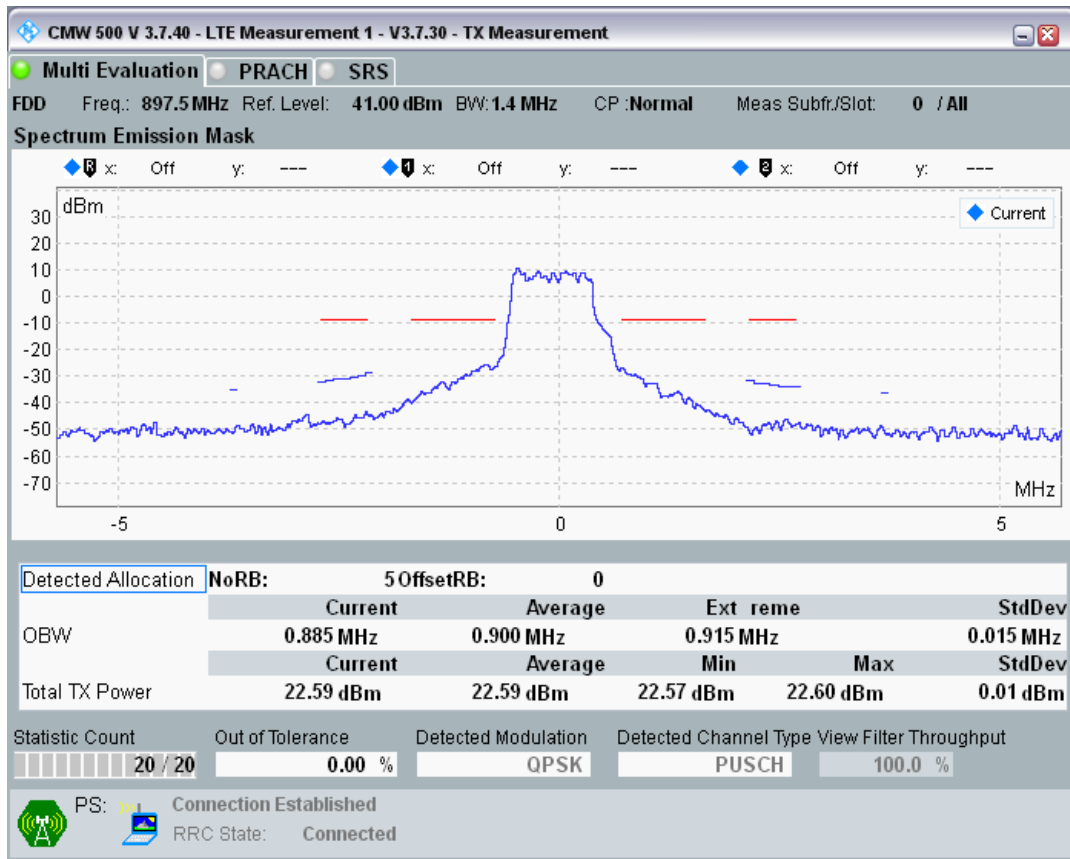 CMW 500 V 3.7.40 - LTE Measurement 1 - V3.7.30 - TX Measurement
Multi Evaluation PRACH SRS
FDD Freq.: 897.5 MHz Ref. Level: 41.00 dBm BW: 1.4 MHz CP :Normal Meas Subfr./Slot: 0 / All
Spectrum Emission Mask
R x: Off y: --- 1 x: Off y: --- 2 x: Off y: ---
dBm
Current
30
20
10
0
-10
-20
-30
-40
-50
-60
-70
MHz
-5 0 5
Detected Allocation NoRB: 5 OffsetRB: 0
Current Average Ext reme StdDev
OBW 0.885 MHz 0.900 MHz 0.915 MHz 0.015 MHz
Current Average Min Max StdDev
Total TX Power 22.59 dBm 22.59 dBm 22.57 dBm 22.60 dBm 0.01 dBm
Statistic Count Out of Tolerance Detected Modulation Detected Channel Type View Filter Throughput
20 / 20 0.00 % QPSK PUSCH 100.0 %
PS: Connection Established
RRC State: Connected